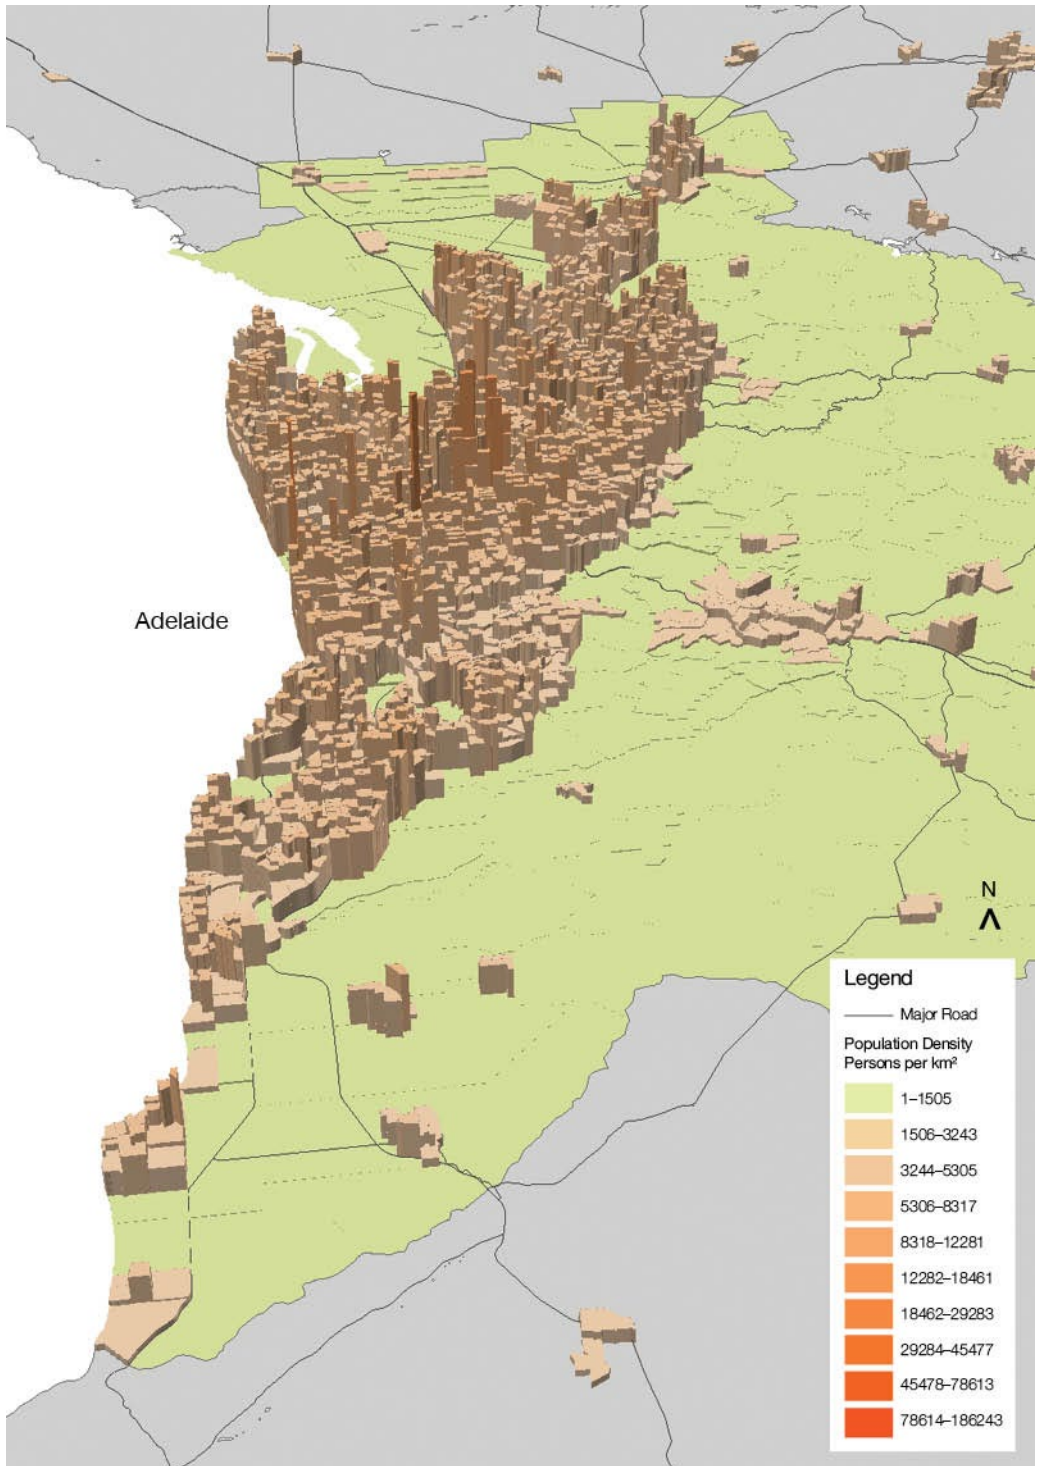 Adelaide
N
Legend
Major Road
Population Density
Persons per km²
1–1505
1506–3243
3244–5305
5306–8317
8318–12281
12282–18461
18462–29283
29284–45477
45478–78613
78614–186243